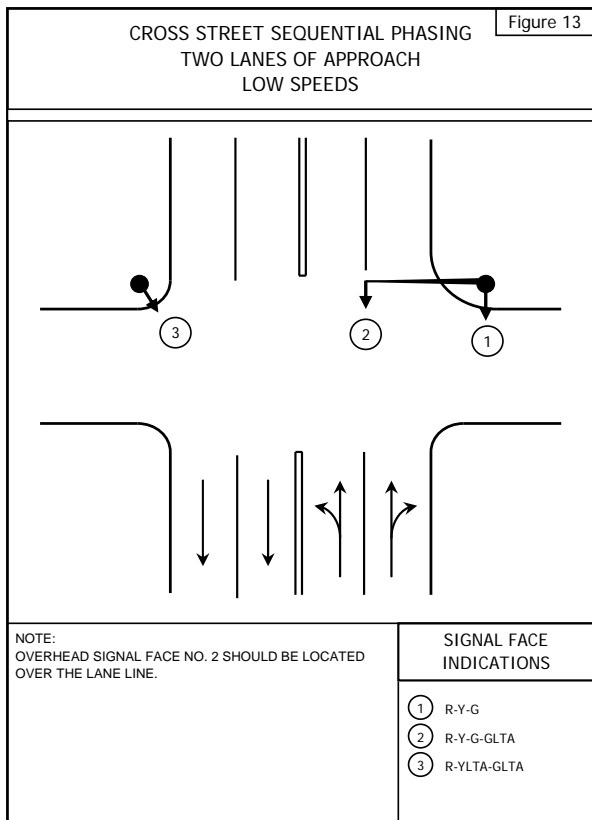 Figure 13
CROSS STREET SEQUENTIAL PHASING
TWO LANES OF APPROACH
LOW SPEEDS
3
2
1
NOTE:
OVERHEAD SIGNAL FACE NO. 2 SHOULD BE LOCATED
OVER THE LANE LINE.
SIGNAL FACE
INDICATIONS
1 R-Y-G
2 R-Y-G-GLTA
3 R-YLTA-GLTA